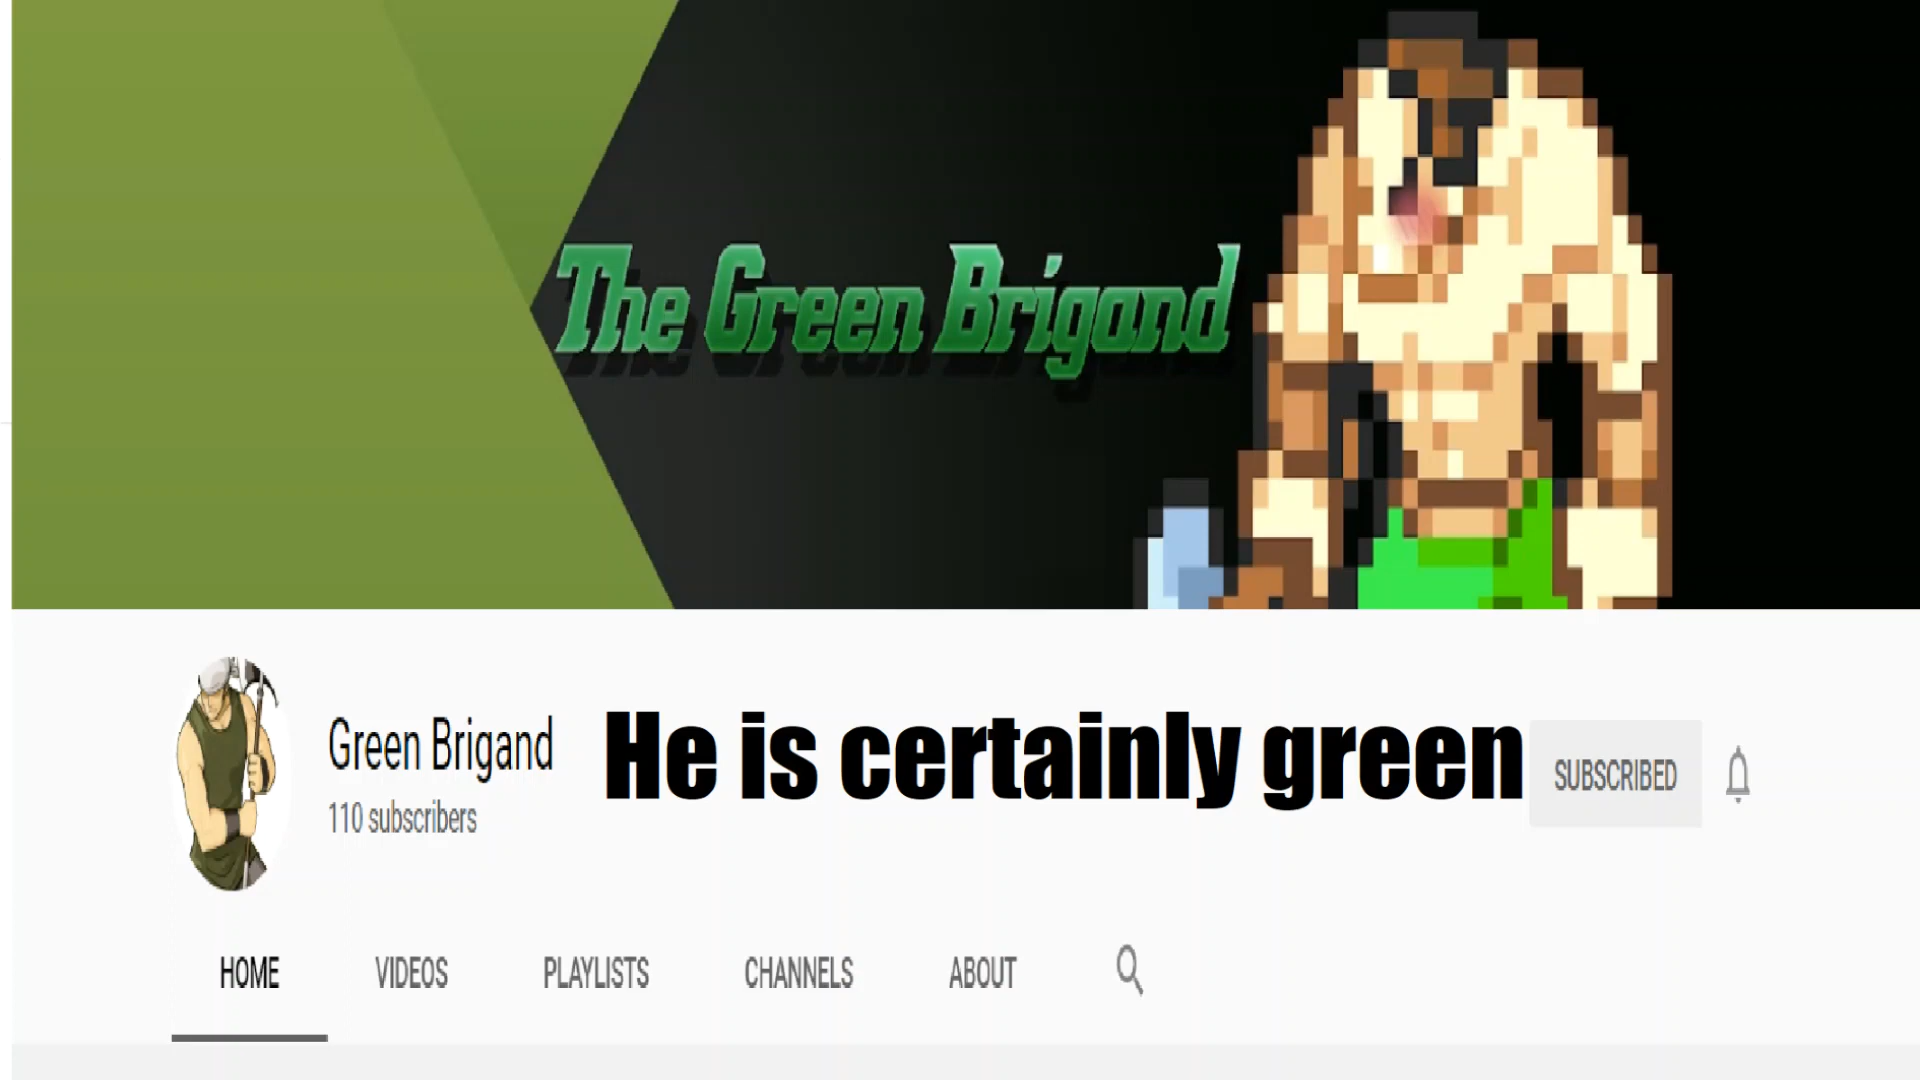 The Green Brigand
Green Brigand
He is certainly green
SUBSCRIBED
110 subscribers
HOME
VIDEOS
PLAYLISTS
CHANNELS
ABOUT